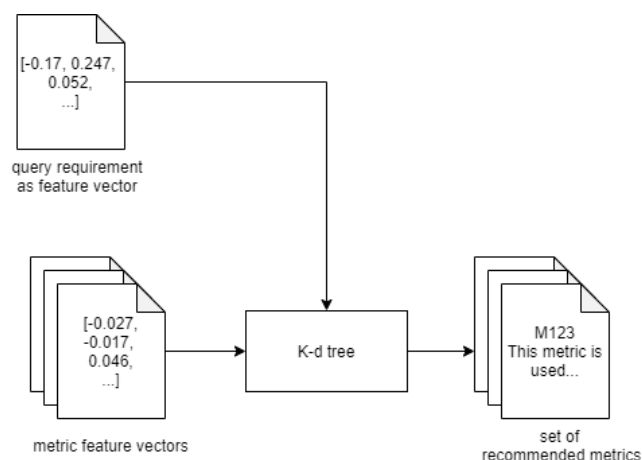 [-0.17, 0.247,
0.052,
...]
query requirement
as feature vector
[-0.027,
-0.017,
0.046,
...]
metric feature vectors
K-d tree
M123
This metric is
used...
set of
recommended metrics